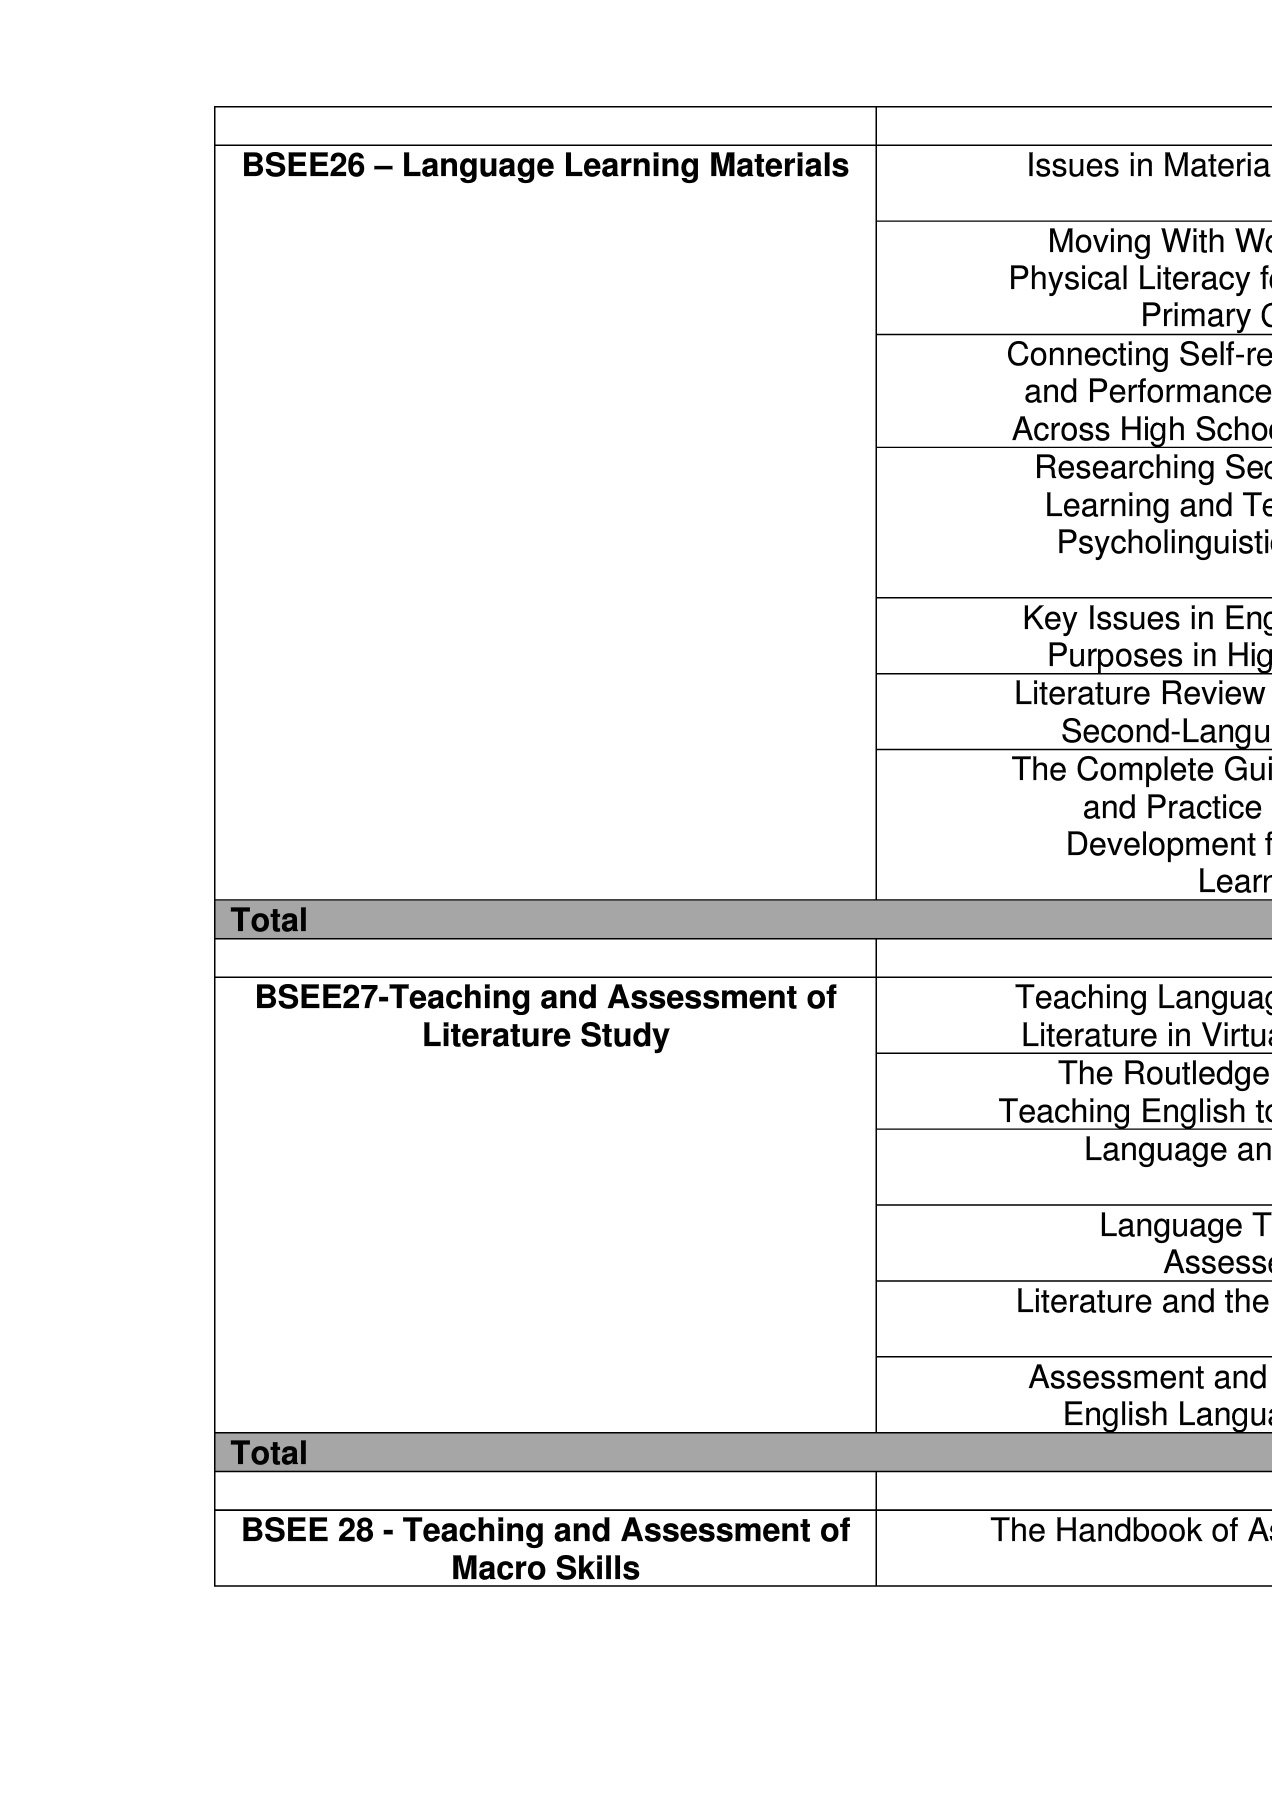 BSEE26 – Language Learning Materials
Issues in Materia
Moving With Wo
Physical Literacy f
Primary
Connecting Self-re
and Performance
Across High Schoo
Researching Sec
Learning and Te
Psycholinguisti
Key Issues in Eng
Purposes in Hig
Literature Review
Second-Langu
The Complete Gui
and Practice
Development f
Learn
Total
BSEE27-Teaching and Assessment of
Literature Study
Teaching Languag
Literature in Virtua
The Routledge
Teaching English to
Language an
Language T
Assesse
Literature and the
Assessment and
English Langua
Total
BSEE 28 - Teaching and Assessment of
Macro Skills
The Handbook of As